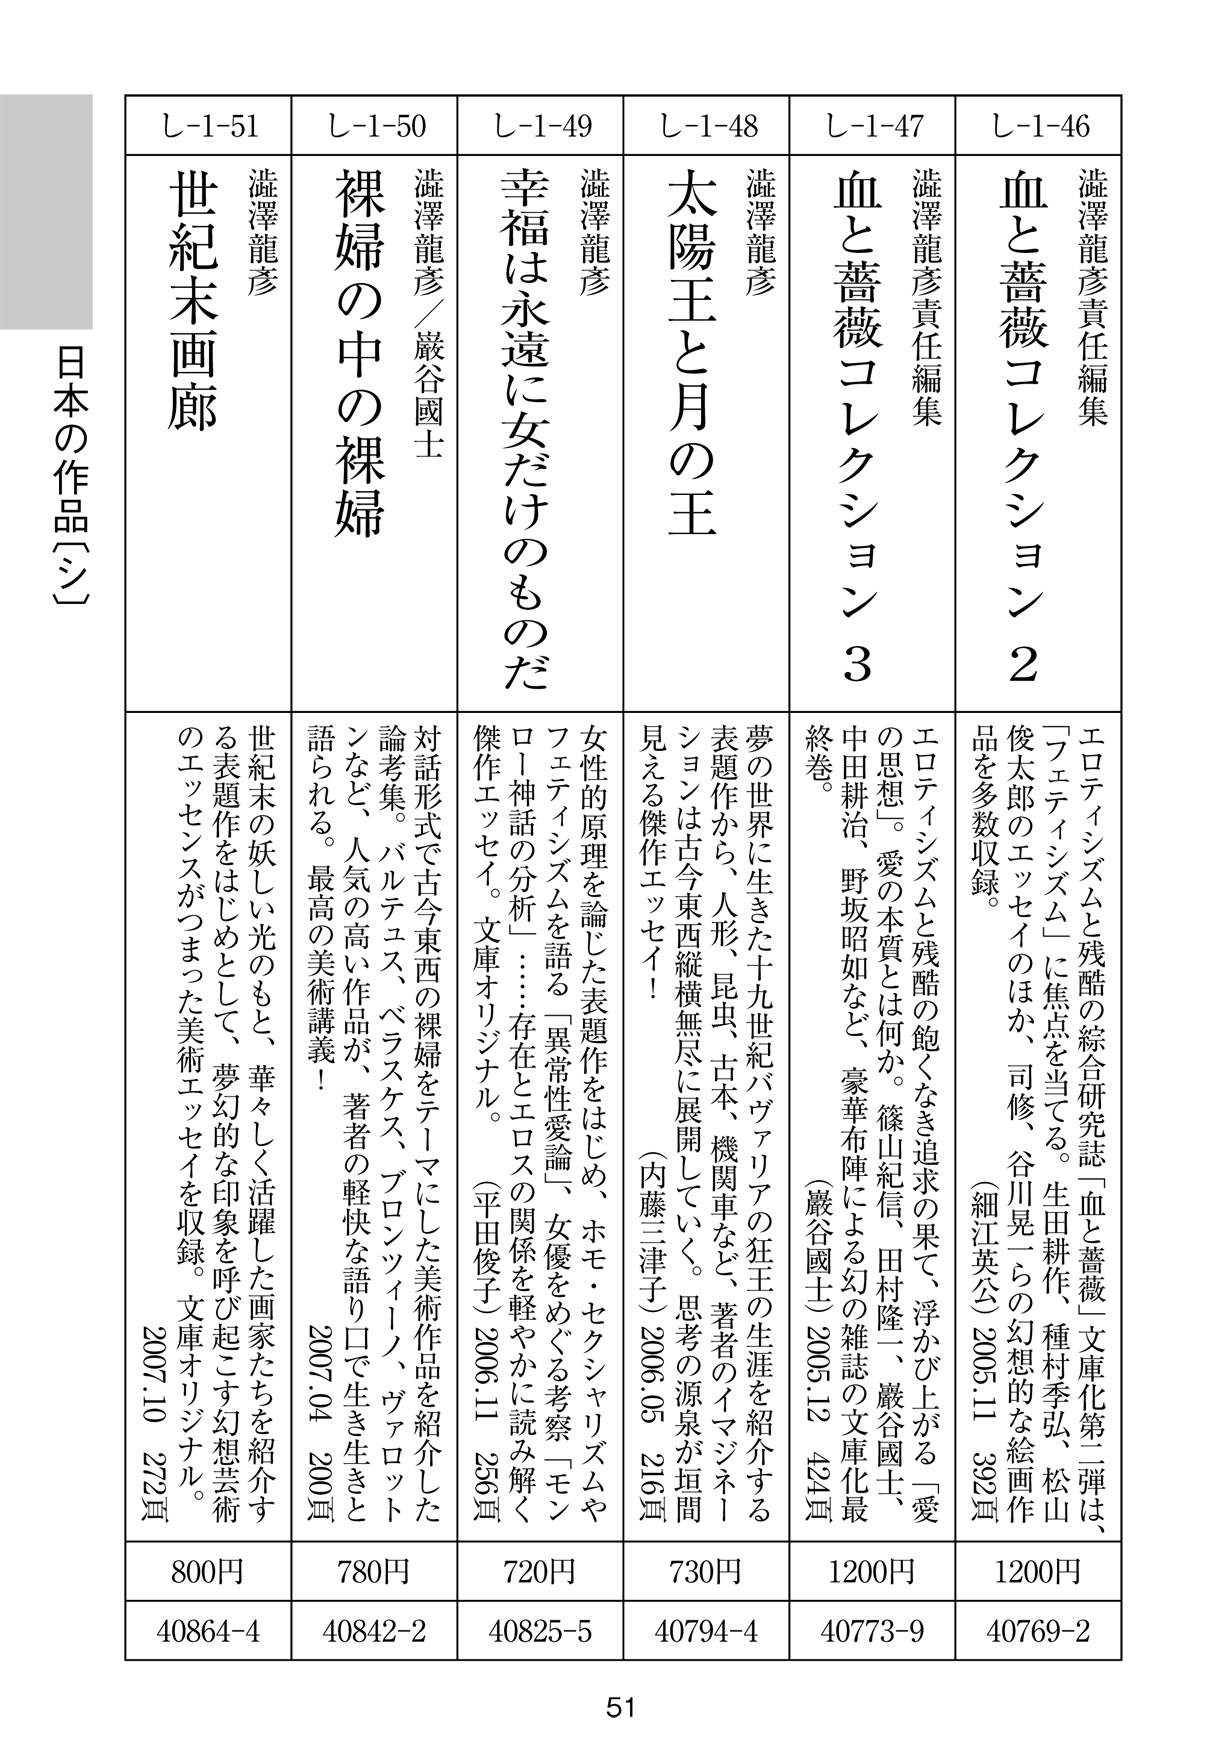 し-1-46
澁澤龍彥責任編集
血と薔薇コレクション 2
エロティシズムと残酷の綜合研究誌「血と薔薇」文庫化第二弾は、
「フェティシズム」に焦点を当てる。生田耕作、種村季弘、松山
俊太郎のエッセイのほか、司修、谷川晃一らの幻想的な絵画作
品を多数収録。
(細江英公) 2005.11 392頁
1200円
40769-2
し-1-47
澁澤龍彥責任編集
血と薔薇コレクション 3
エロティシズムと残酷の飽くなき追求の果て、浮かび上がる「愛
の思想」。愛の本質とは何か。篠山紀信、田村隆一、巖谷國士、
中田耕治、野坂昭如など、豪華布陣による幻の雑誌の文庫化最
終巻。
(巖谷國士) 2005.12 424頁
1200円
40773-9
し-1-48
澁澤龍彥
太陽王と月の王
夢の世界に生きた十九世紀バヴァリアの狂王の生涯を紹介する
表題作から、人形、昆虫、古本、機関車など、著者のイマジネー
ションは古今東西縦横無尽に展開していく。思考の源泉が垣間
見える傑作エッセイ!
(内藤三津子) 2006.05 216頁
730円
40794-4
し-1-49
澁澤龍彥
幸福は永遠に女だけのものだ
女性的原理を論じた表題作をはじめ、ホモ・セクシャリズムや
フェティシズムを語る「異常性愛論」、女優をめぐる考察「モン
ロー神話の分析」……存在とエロスの関係を軽やかに読み解く
傑作エッセイ。文庫オリジナル。
(平田俊子) 2006.11 256頁
720円
40825-5
し-1-50
澁澤龍彥/巖谷國士
裸婦の中の裸婦
対話形式で古今東西の裸婦をテーマにした美術作品を紹介した
論考集。バルテュス、ベラスケス、ブロンツィーノ、ヴァロット
ンなど、人気の高い作品が、著者の軽快な語り口で生き生きと
語られる。最高の美術講義!
2007.04 200頁
780円
40842-2
し-1-51
澁澤龍彥
世紀末画廊
世紀末の妖しい光のもと、華々しく活躍した画家たちを紹介す
る表題作をはじめとして、夢幻的な印象を呼び起こす幻想芸術
のエッセンスがつまった美術エッセイを収録。文庫オリジナル。
2007.10 272頁
800円
40864-4
日本の作品〔シ〕
51